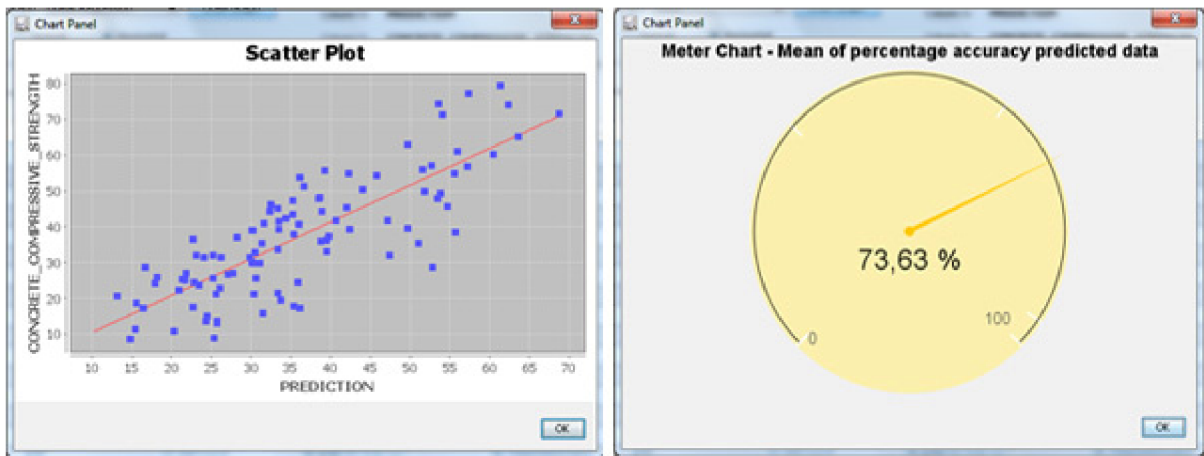 Chart Panel
Scatter Plot
CONCRETE_COMPRESSIVE_STRENGTH
80
70
60
50
40
30
20
10
10 15 20 25 30 35 40 45 50 55 60 65 70
PREDICTION
OK
Chart Panel
Meter Chart - Mean of percentage accuracy predicted data
73,63 %
0
100
OK